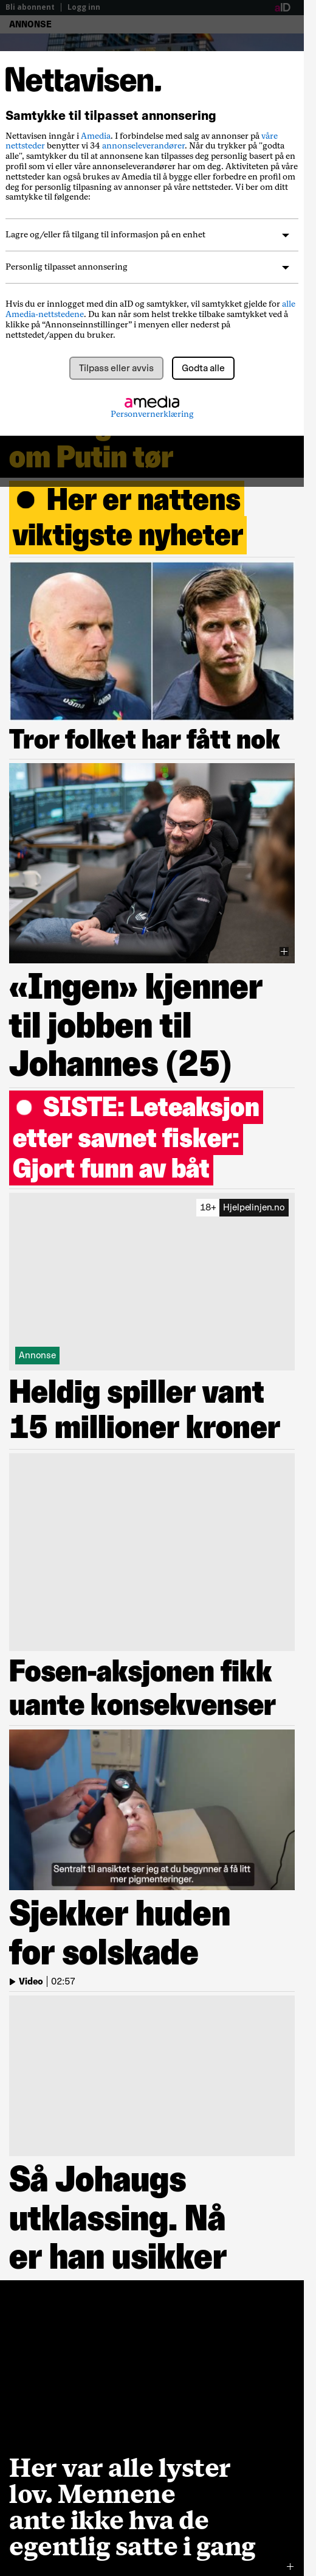 Bli abonnent | Logg inn
aID
ANNONSE
Nettavisen.
Samtykke til tilpasset annonsering
Nettavisen inngår i Amedia. I forbindelse med salg av annonser på våre
nettsteder benytter vi 34 annonseleverandører. Når du trykker på "godta
alle", samtykker du til at annonsene kan tilpasses deg personlig basert på en
profil som vi eller våre annonseleverandører har om deg. Aktiviteten på våre
nettsteder kan også brukes av Amedia til å bygge eller forbedre en profil om
deg for personlig tilpasning av annonser på våre nettsteder. Vi ber om ditt
samtykke til følgende:
Lagre og/eller få tilgang til informasjon på en enhet
Personlig tilpasset annonsering
Hvis du er innlogget med din aID og samtykker, vil samtykket gjelde for alle
Amedia-nettstedene. Du kan når som helst trekke tilbake samtykket ved å
klikke på “Annonseinnstillinger” i menyen eller nederst på
nettstedet/appen du bruker.
Tilpass eller avvis
Godta alle
amedia
Personvernerklæring
om Putin tør
Her er nattens
viktigste nyheter
Tror folket har fått nok
«Ingen» kjenner
til jobben til
Johannes (25)
SISTE: Leteaksjon
etter savnet fisker:
Gjort funn av båt
18+ Hjelpelinjen.no
Annonse
Heldig spiller vant
15 millioner kroner
Fosen-aksjonen fikk
uante konsekvenser
Sentralt til ansiktet ser jeg at du begynner å få litt
mer pigmenteringer.
Sjekker huden
for solskade
Video | 02:57
Så Johaugs
utklassing. Nå
er han usikker
Her var alle lyster
lov. Mennene
ante ikke hva de
egentlig satte i gang